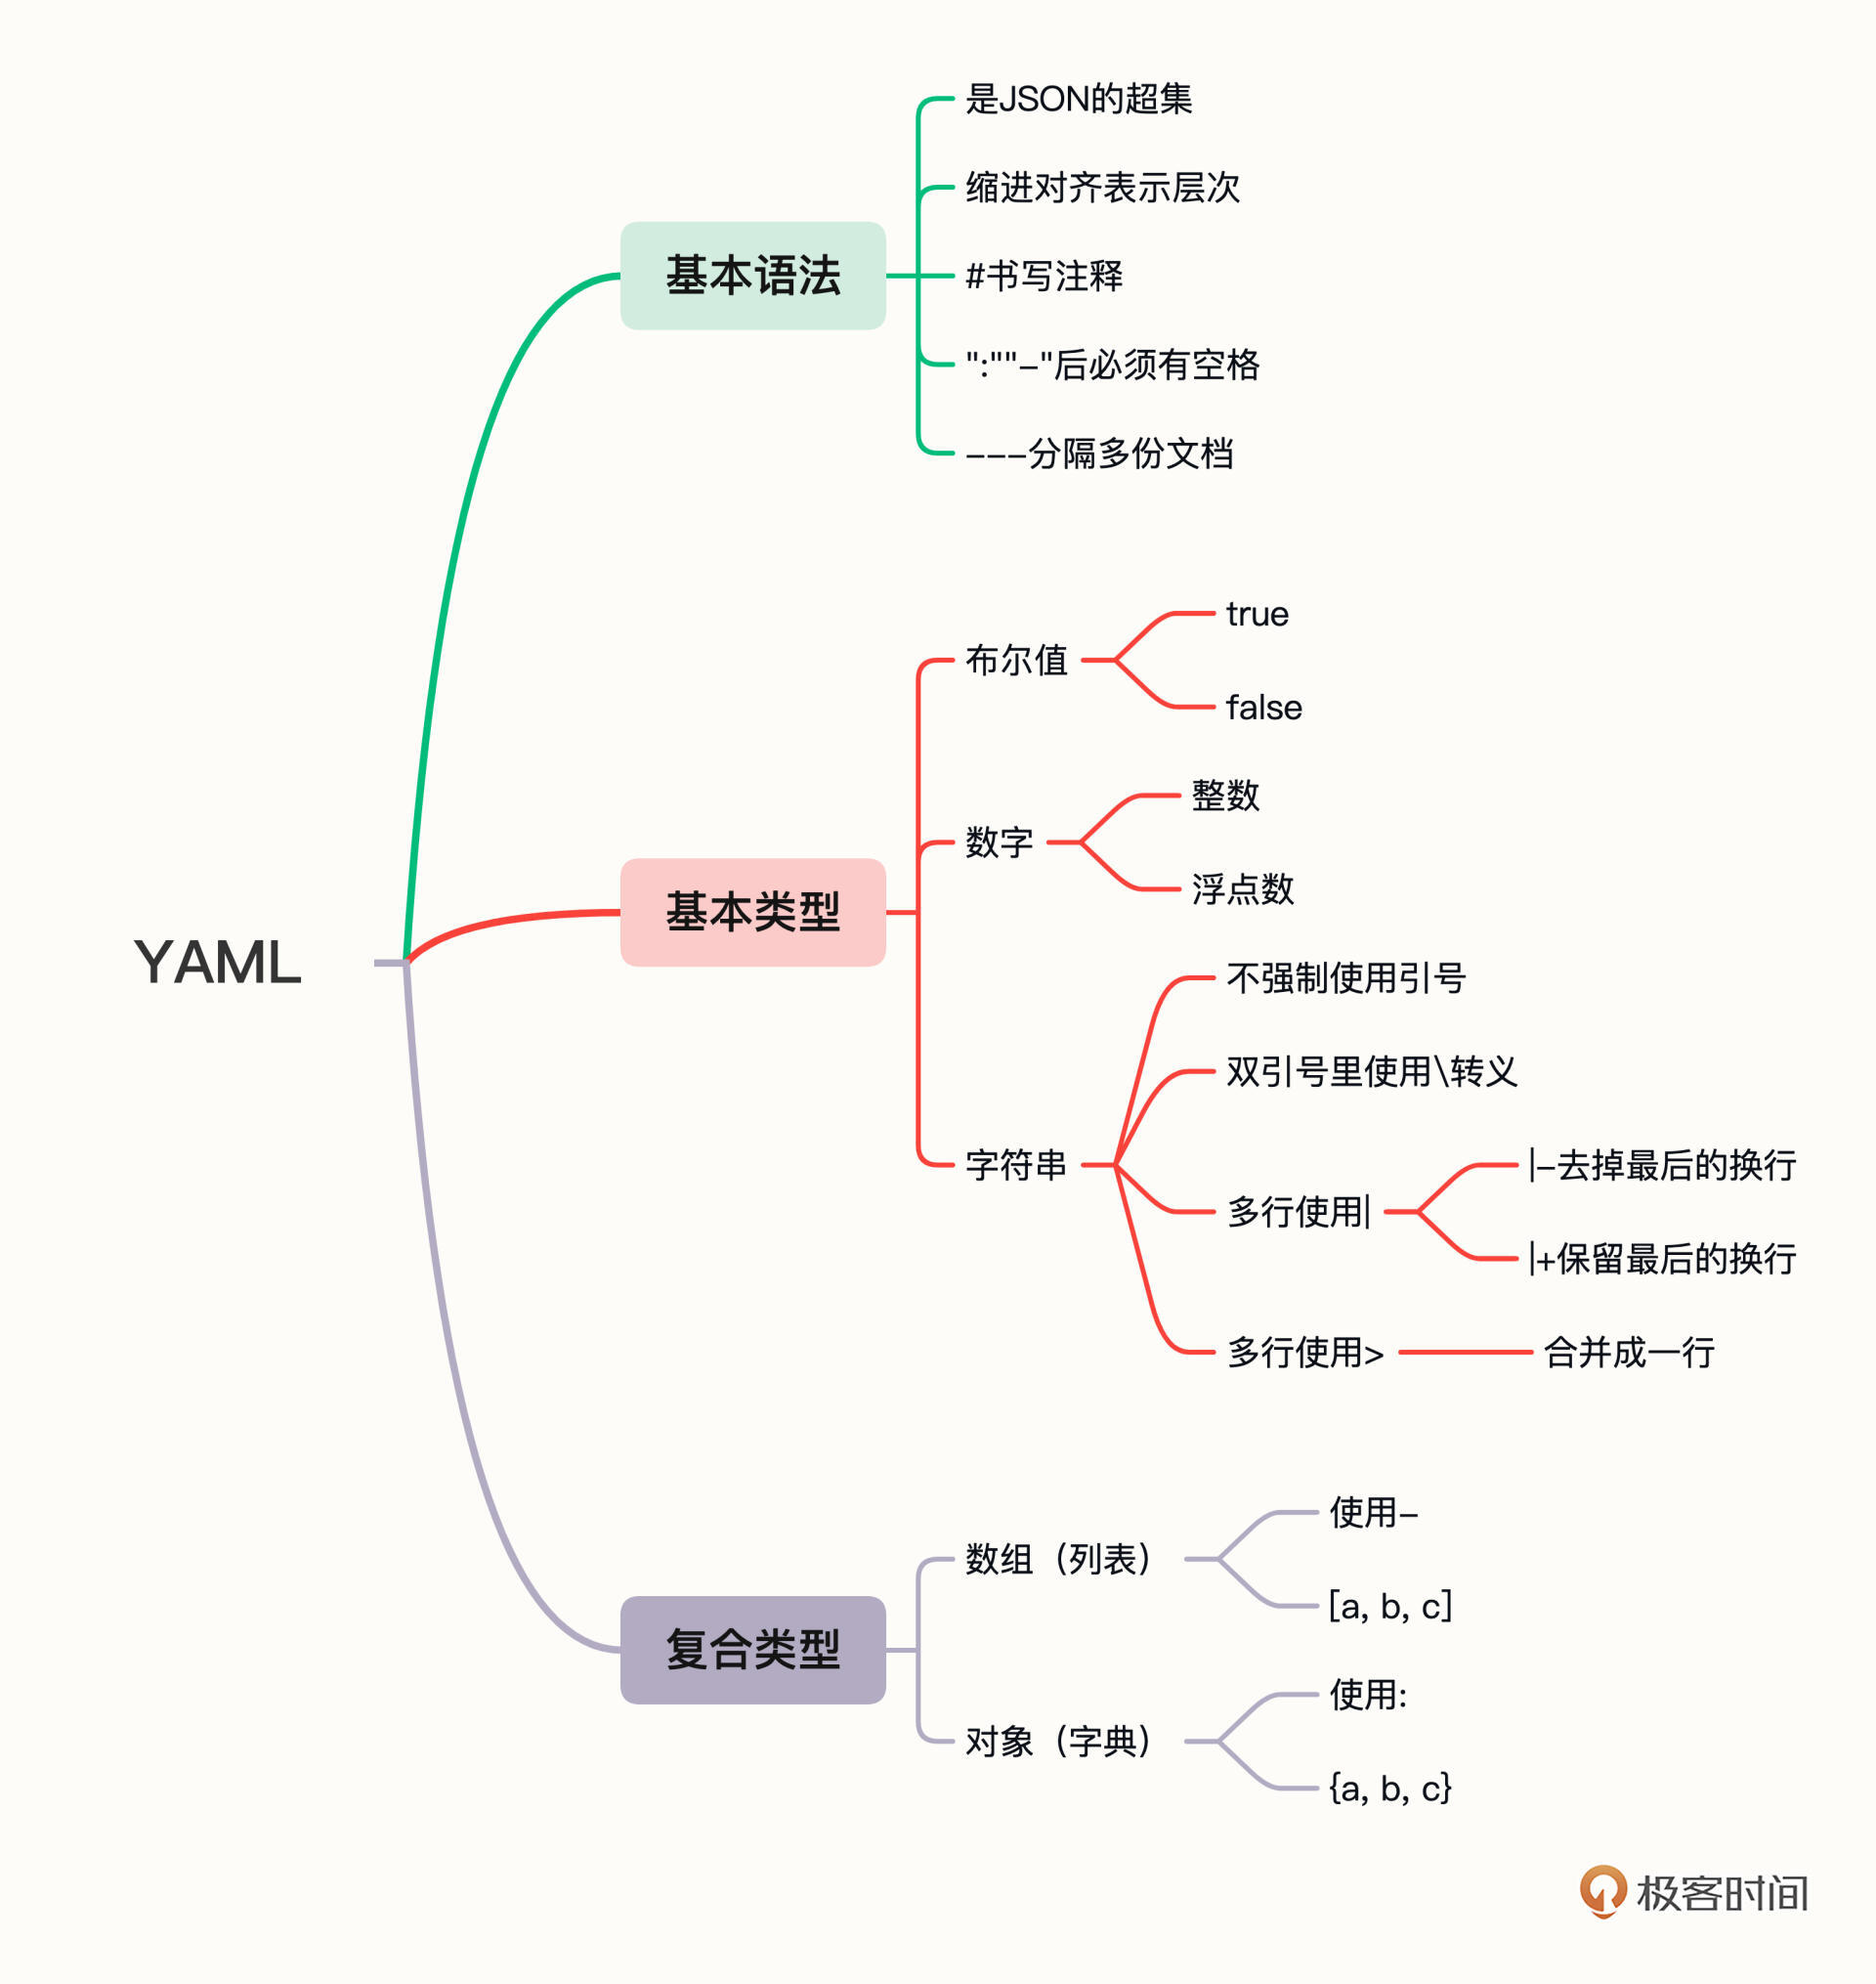 YAML
基本语法
是JSON的超集
缩进对齐表示层次
#书写注释
":""-"后必须有空格
---分隔多份文档
基本类型
布尔值
true
false
数字
整数
浮点数
字符串
不强制使用引号
双引号里使用\转义
多行使用|
|-去掉最后的换行
|+保留最后的换行
多行使用>
合并成一行
复合类型
数组（列表）
使用-
[a, b, c]
对象（字典）
使用:
{a, b, c}
极客时间